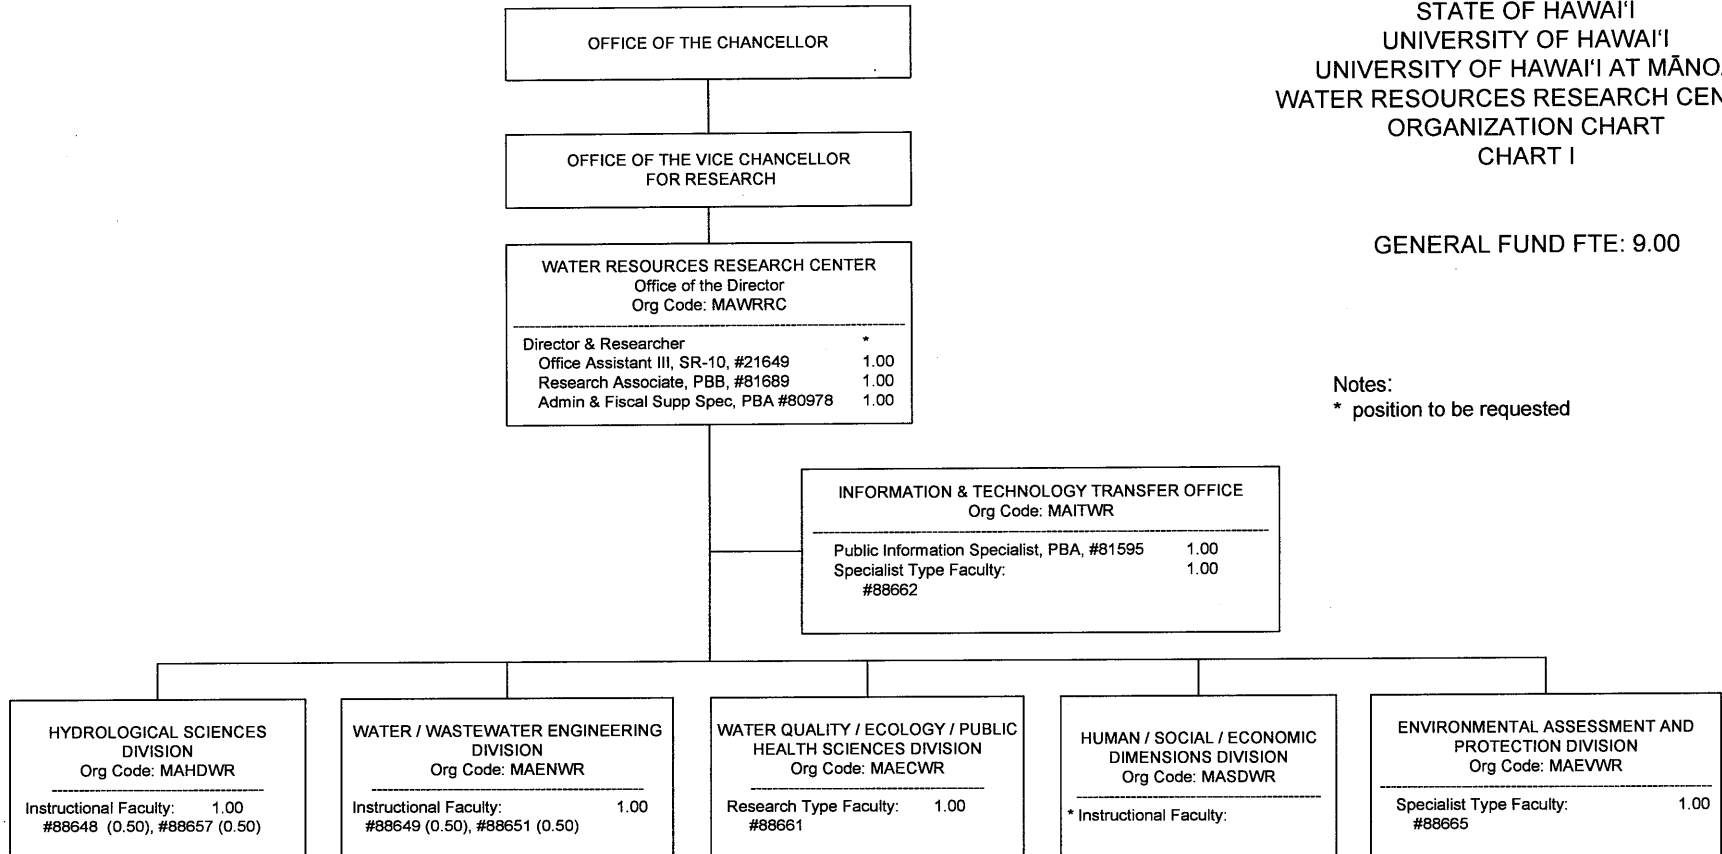 STATE OF HAWAIʻI
UNIVERSITY OF HAWAIʻI
UNIVERSITY OF HAWAIʻI AT MĀNO
WATER RESOURCES RESEARCH CEN
ORGANIZATION CHART
CHART I
GENERAL FUND FTE: 9.00
Notes:
* position to be requested
OFFICE OF THE CHANCELLOR
OFFICE OF THE VICE CHANCELLOR
FOR RESEARCH
WATER RESOURCES RESEARCH CENTER
Office of the Director
Org Code: MAWRRC
Director & Researcher *
Office Assistant III, SR-10, #21649 1.00
Research Associate, PBB, #81689 1.00
Admin & Fiscal Supp Spec, PBA #80978 1.00
INFORMATION & TECHNOLOGY TRANSFER OFFICE
Org Code: MAITWR
Public Information Specialist, PBA, #81595 1.00
Specialist Type Faculty: 1.00
#88662
HYDROLOGICAL SCIENCES
DIVISION
Org Code: MAHDWR
Instructional Faculty: 1.00
#88648 (0.50), #88657 (0.50)
WATER / WASTEWATER ENGINEERING
DIVISION
Org Code: MAENWR
Instructional Faculty: 1.00
#88649 (0.50), #88651 (0.50)
WATER QUALITY / ECOLOGY / PUBLIC
HEALTH SCIENCES DIVISION
Org Code: MAECWR
Research Type Faculty: 1.00
#88661
HUMAN / SOCIAL / ECONOMIC
DIMENSIONS DIVISION
Org Code: MASDWR
* Instructional Faculty:
ENVIRONMENTAL ASSESSMENT AND
PROTECTION DIVISION
Org Code: MAEVWR
Specialist Type Faculty: 1.00
#88665